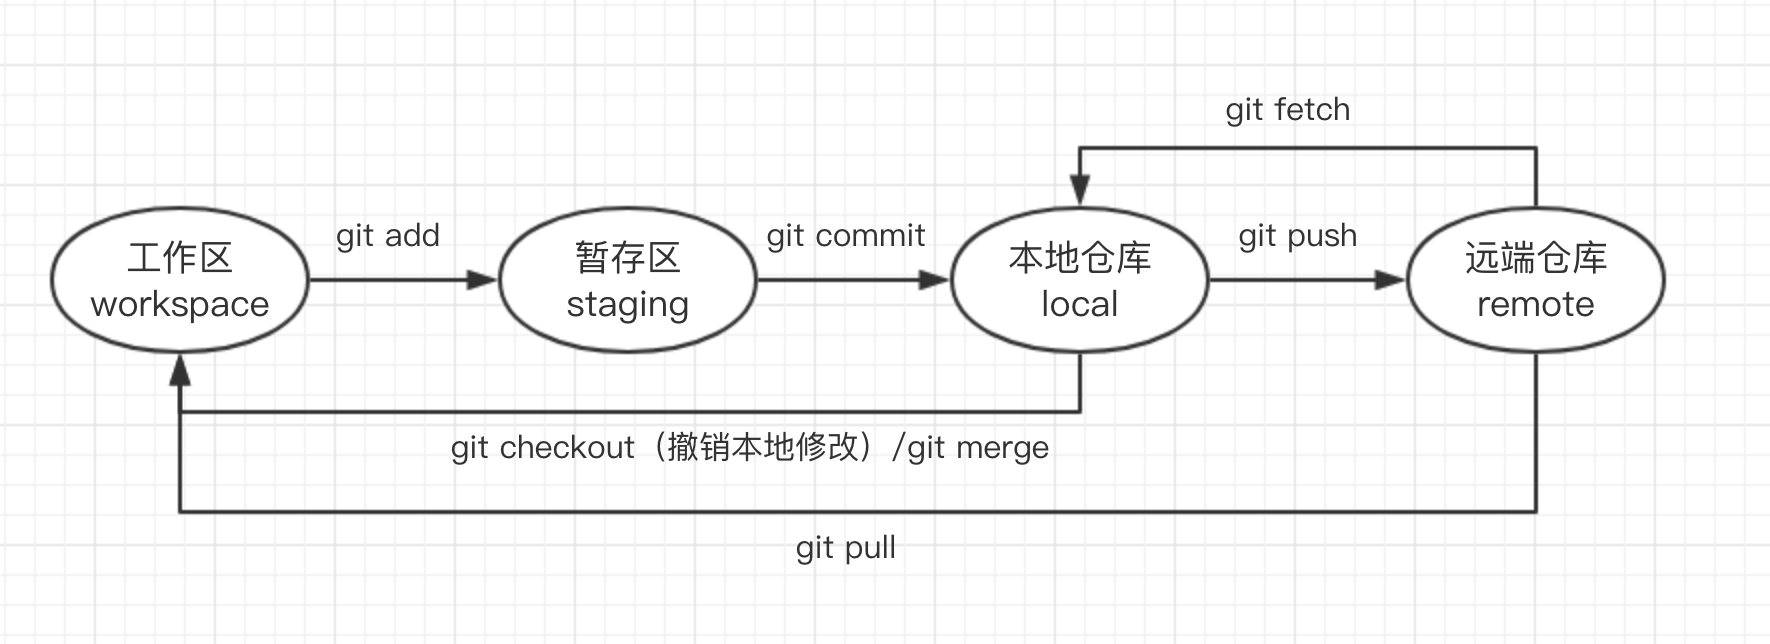 git fetch
git add
git commit
git push
工作区
workspace
暂存区
staging
本地仓库
local
远端仓库
remote
git checkout（撤销本地修改）/git merge
git pull